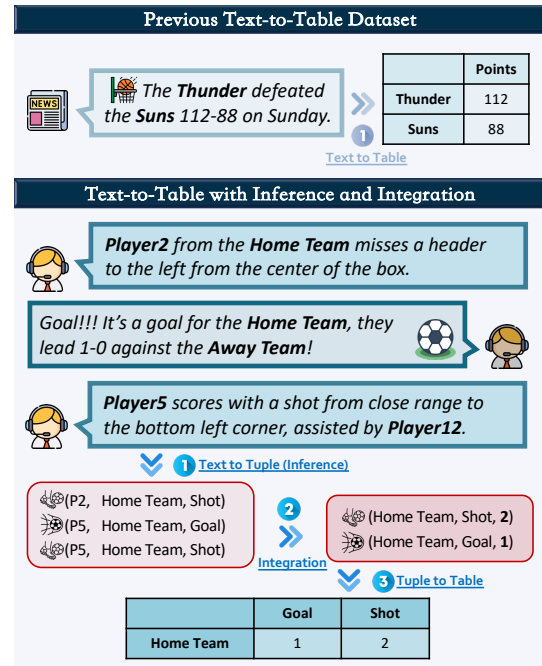 Previous Text-to-Table Dataset
NEWS
The Thunder defeated
the Suns 112-88 on Sunday.
1
Text to Table
Points
Thunder 112
Suns 88
Text-to-Table with Inference and Integration
Player2 from the Home Team misses a header
to the left from the center of the box.
Goal!!! It’s a goal for the Home Team, they
lead 1-0 against the Away Team!
Player5 scores with a shot from close range to
the bottom left corner, assisted by Player12.
1 Text to Tuple (Inference)
(P2, Home Team, Shot)
(P5, Home Team, Goal)
(P5, Home Team, Shot)
2
Integration
(Home Team, Shot, 2)
(Home Team, Goal, 1)
3 Tuple to Table
Goal Shot
Home Team 1 2